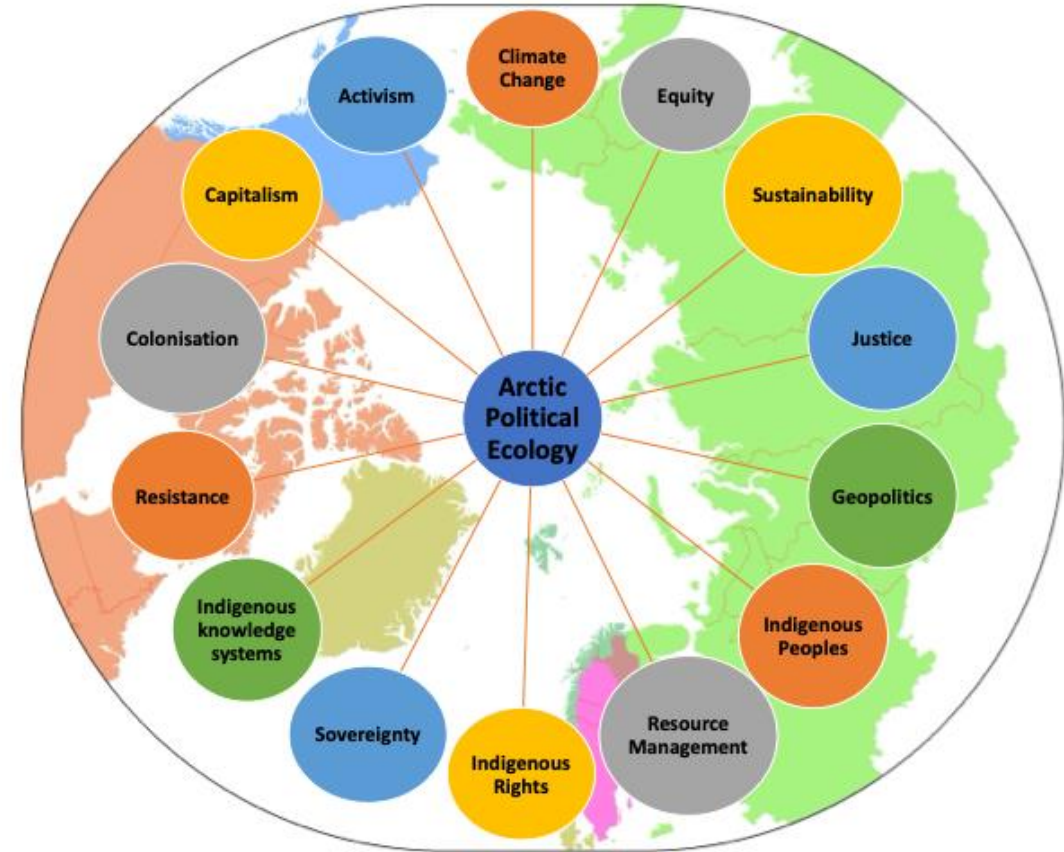 Climate
Change
Equity
Sustainability
Justice
Geopolitics
Indigenous
Peoples
Resource
Management
Indigenous
Rights
Sovereignty
Indigenous
knowledge
systems
Resistance
Colonisation
Capitalism
Activism
Arctic
Political
Ecology